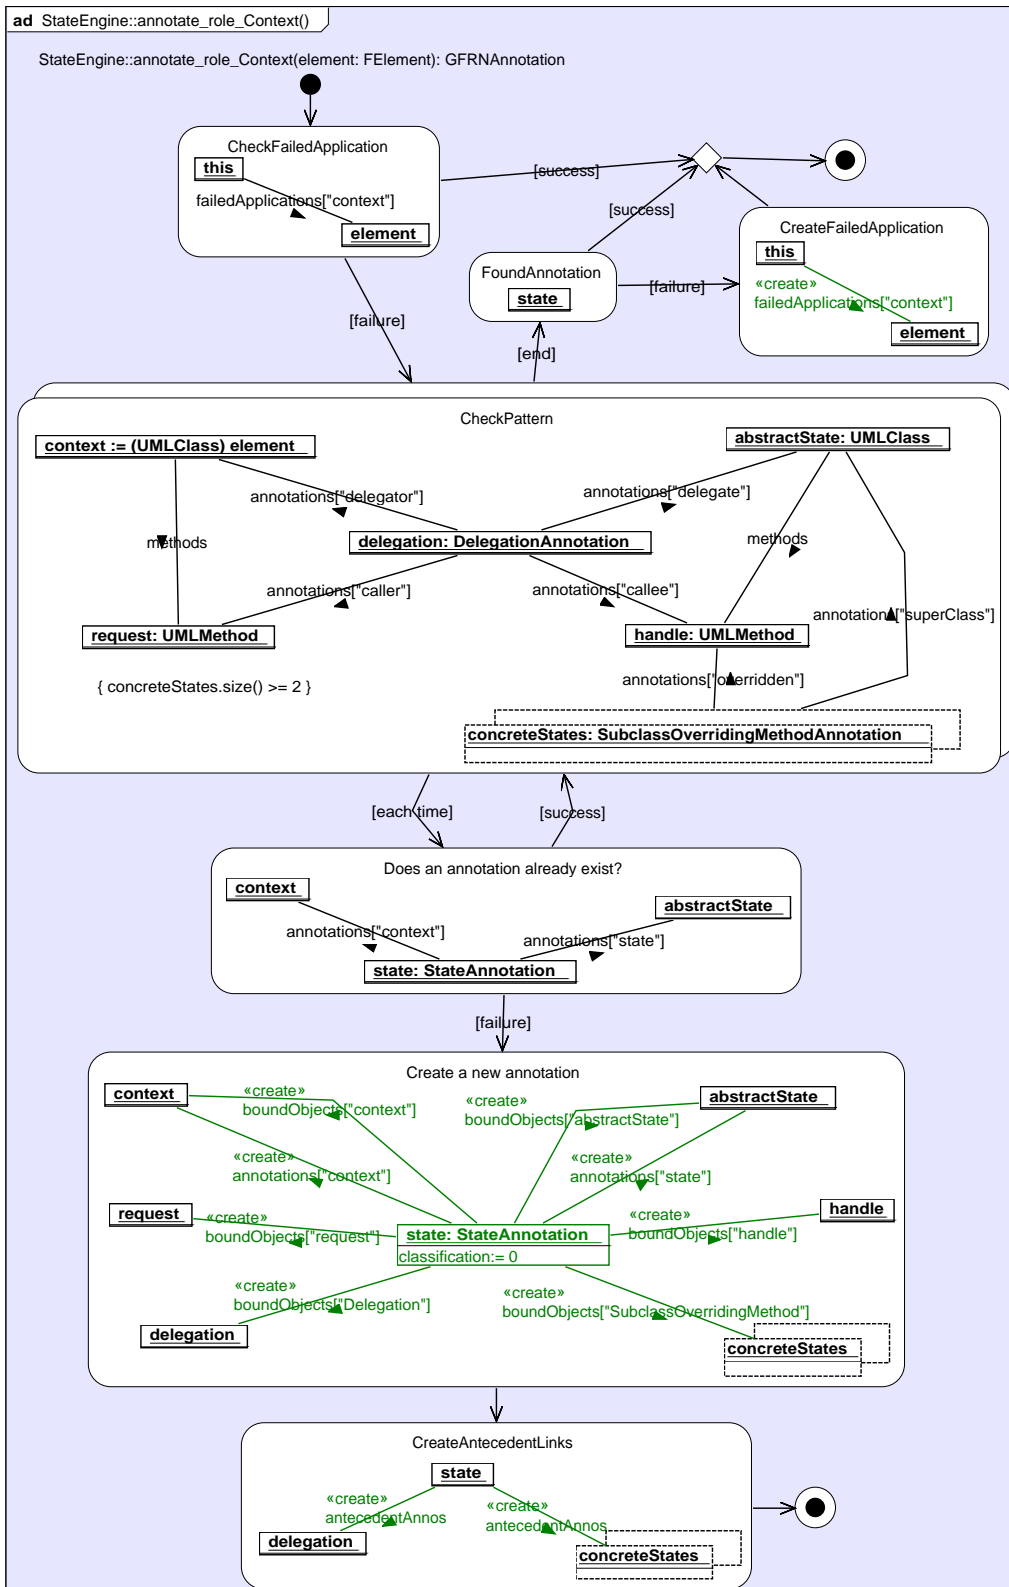 ad StateEngine::annotate_role_Context()
StateEngine::annotate_role_Context(element: FElement): GFRNAnnotation
CheckFailedApplication
this
failedApplications["context"]
element
[success]
[success]
CreateFailedApplication
this
«create»
failedApplications["context"]
element
FoundAnnotation
state
[failure]
[failure]
[end]
CheckPattern
context := (UMLClass) element
abstractState: UMLClass
annotations["delegator"]
annotations["delegate"]
methods
delegation: DelegationAnnotation
methods
annotations["caller"]
annotations["callee"]
request: UMLMethod
handle: UMLMethod
annotations["superClass"]
{ concreteStates.size() >= 2 }
annotations["overridden"]
concreteStates: SubclassOverridingMethodAnnotation
[each time]
[success]
Does an annotation already exist?
context
abstractState
annotations["context"]
annotations["state"]
state: StateAnnotation
[failure]
Create a new annotation
context
«create»
boundObjects["context"]
«create»
boundObjects["abstractState"]
abstractState
«create»
annotations["context"]
«create»
annotations["state"]
request
«create»
boundObjects["request"]
state: StateAnnotation
classification:= 0
«create»
boundObjects["handle"]
handle
«create»
boundObjects["Delegation"]
«create»
boundObjects["SubclassOverridingMethod"]
delegation
concreteStates
CreateAntecedentLinks
state
«create»
antecedentAnnos
«create»
antecedentAnnos
delegation
concreteStates